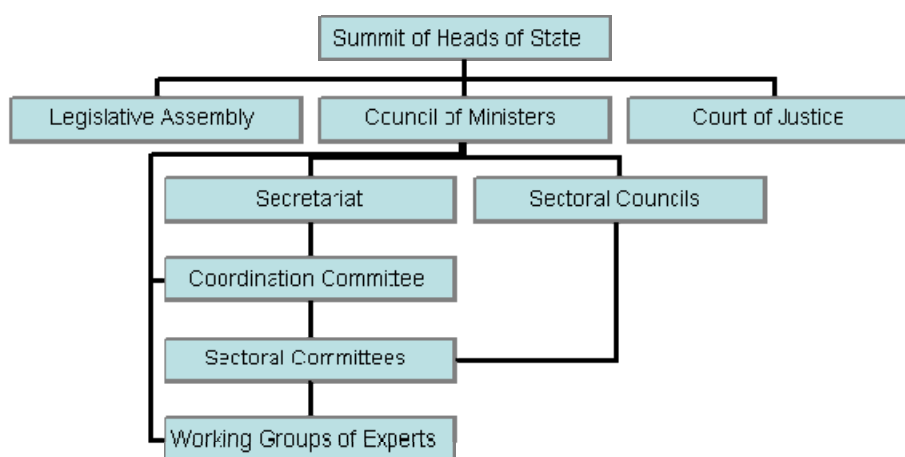 Summit of Heads of State
Legislative Assembly
Council of Ministers
Court of Justice
Secretariat
Sectoral Councils
Coordination Committee
Sectoral Committees
Working Groups of Experts